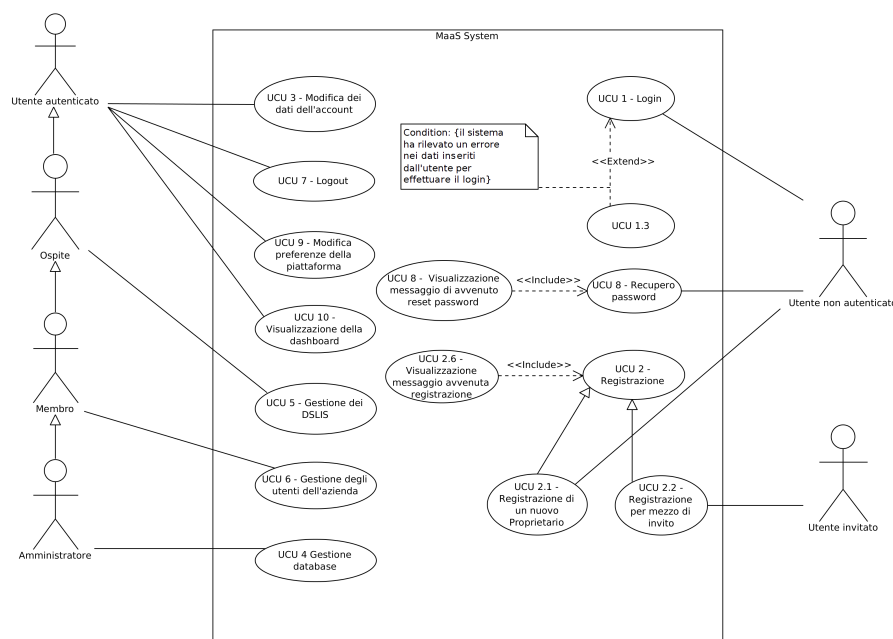 MaaS System
Utente autenticato
UCU 3 - Modifica dei
dati dell'account
UCU 1 - Login
Condition: {il sistema
ha rilevato un errore
nei dati inseriti
dall'utente per
effettuare il login}
<<Extend>>
UCU 7 - Logout
UCU 1.3
Ospite
UCU 9 - Modifica
preferenze della
piattaforma
UCU 8 - Visualizzazione
messaggio di avvenuto
reset password
<<Include>>
UCU 8 - Recupero
password
Utente non autenticato
UCU 10 -
Visualizzazione della
dashboard
UCU 2.6 -
Visualizzazione
messaggio avvenuta
registrazione
<<Include>>
UCU 2 -
Registrazione
Membro
UCU 5 - Gestione dei
DSLIS
UCU 6 - Gestione degli
utenti dell'azienda
UCU 2.1 -
Registrazione di
un nuovo
Proprietario
UCU 2.2 -
Registrazione
per mezzo di
invito
Utente invitato
Amministratore
UCU 4 Gestione
database